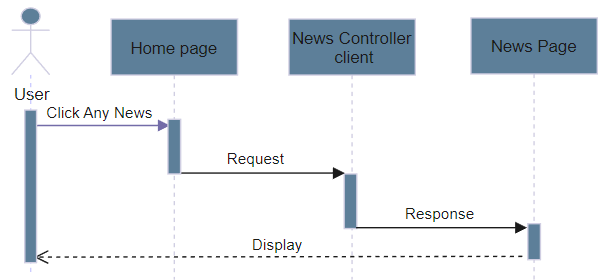 Home page
News Controller
client
News Page
User
Click Any News
Request
Response
Display